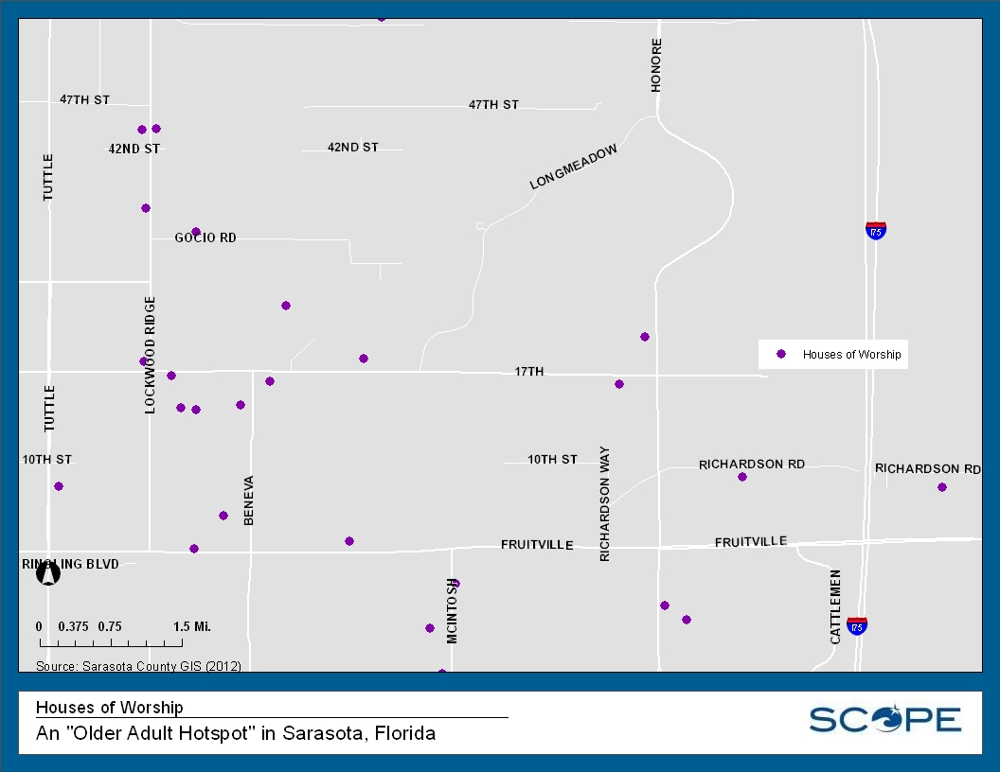 HONORE
47TH ST
47TH ST
42ND ST
42ND ST
LONGMEADOW
TUTTLE
GOCIO RD
175
LOCKWOOD RIDGE
Houses of Worship
17TH
TUTTLE
10TH ST
10TH ST
RICHARDSON WAY
RICHARDSON RD
RICHARDSON RD
BENEVA
FRUITVILLE
FRUITVILLE
RINGLING BLVD
MCINTOSH
CATTLEMEN
175
0 0.375 0.75 1.5 Mi.
Source: Sarasota County GIS (2012)
Houses of Worship
An "Older Adult Hotspot" in Sarasota, Florida
SCOPE